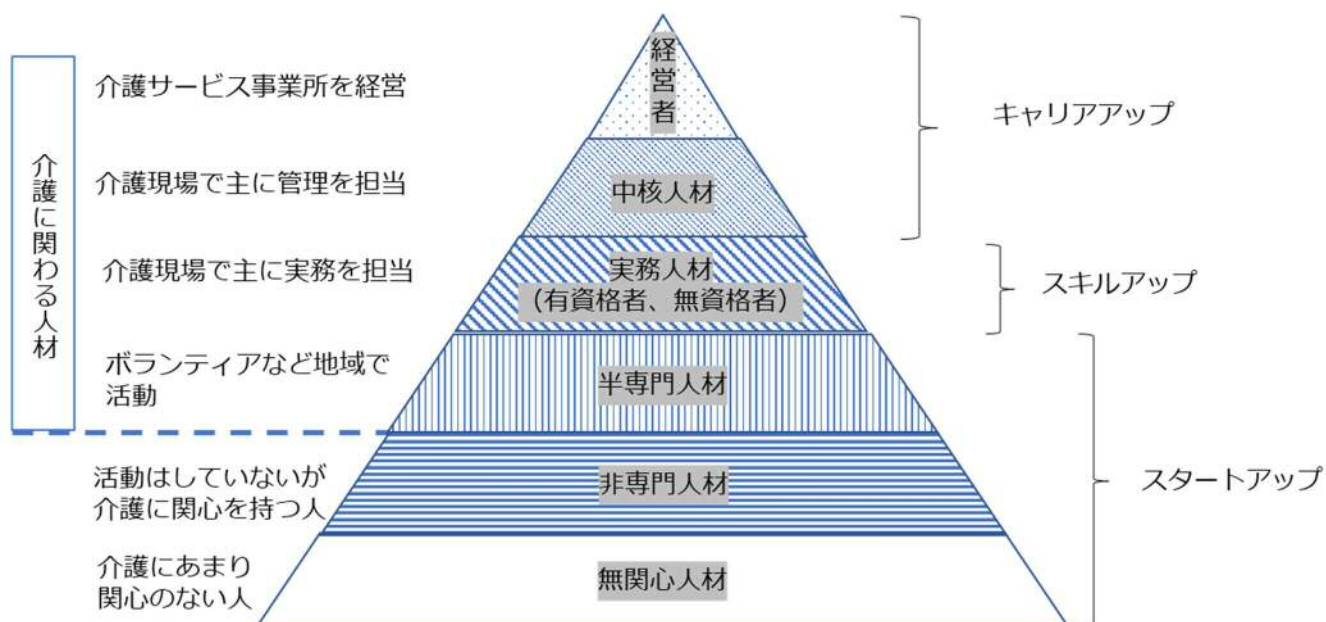 介護に関わる人材
介護サービス事業所を経営
経営者
キャリアアップ
介護現場で主に管理を担当
中核人材
介護現場で主に実務を担当
実務人材
（有資格者、無資格者）
スキルアップ
ボランティアなど地域で
活動
半専門人材
活動はしていないが
介護に関心を持つ人
非専門人材
スタートアップ
介護にあまり
関心のない人
無関心人材